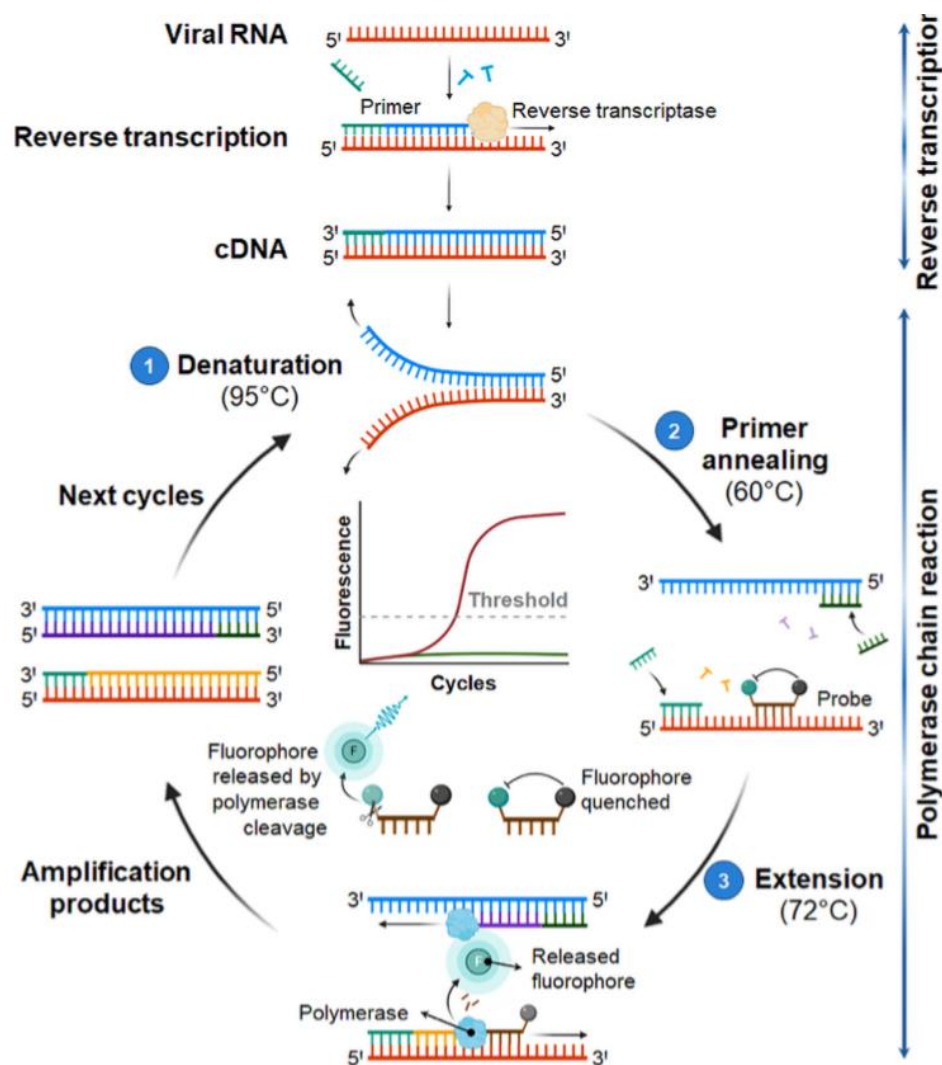 Viral RNA
5' 3'
Primer
Reverse transcriptase
Reverse transcription
5' 3'
3' 5'
cDNA
5' 3'
Reverse transcription
1 Denaturation
(95°C)
5'
3'
2 Primer
annealing
(60°C)
Next cycles
Fluorescence
Threshold
Cycles
3' 5'
5' 3'
3' 5'
5' 3'
3' 5'
Probe
5' 3'
F
Fluorophore
released by
polymerase
cleavage
Fluorophore
quenched
Amplification
products
3 Extension
(72°C)
3' 5'
F
Released
fluorophore
Polymerase
5' 3'
Polymerase chain reaction